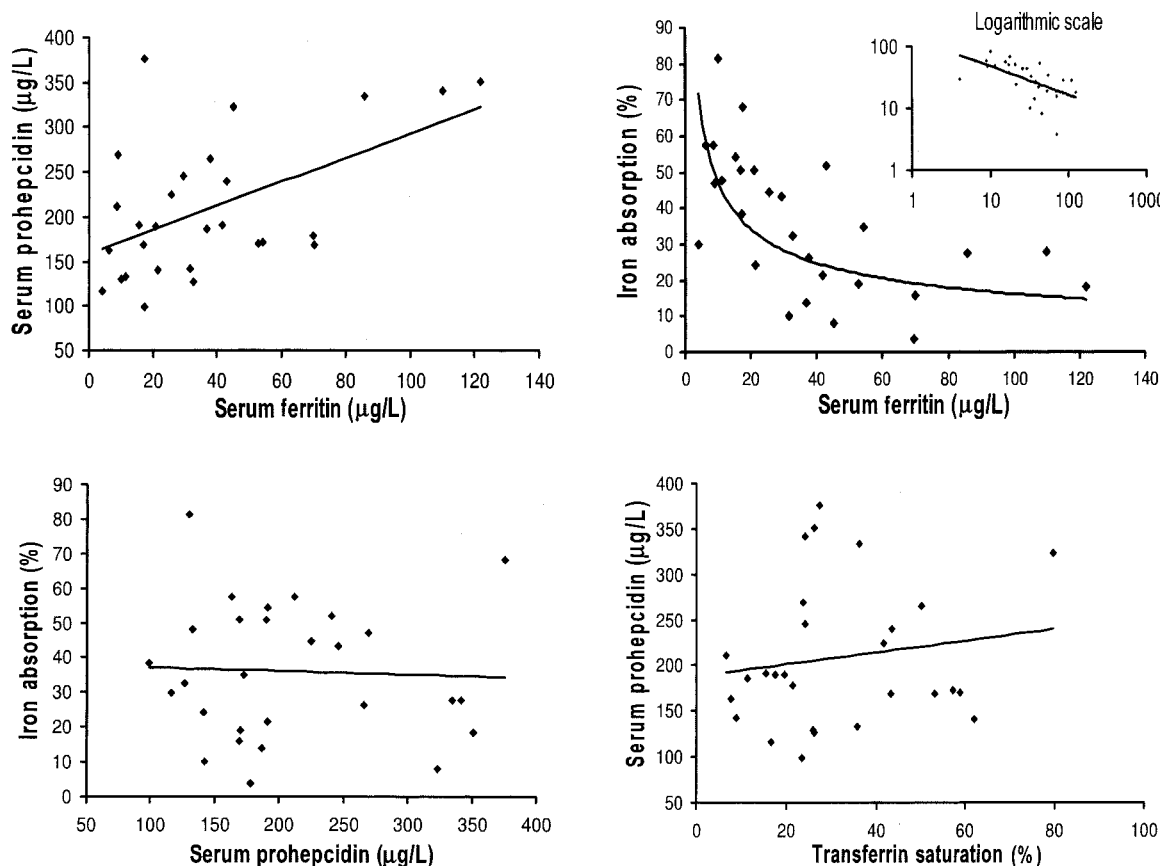 Serum prohepcidin (µg/L)
400
350
300
250
200
150
100
50
0 20 40 60 80 100 120 140
Serum ferritin (µg/L)
Iron absorption (%)
90
80
70
60
50
40
30
20
10
0
0 20 40 60 80 100 120 140
Serum ferritin (µg/L)
Logarithmic scale
100
10
1
1 10 100 1000
Iron absorption (%)
90
80
70
60
50
40
30
20
10
0
50 100 150 200 250 300 350 400
Serum prohepcidin (µg/L)
Serum prohepcidin (µg/L)
400
350
300
250
200
150
100
50
0 20 40 60 80 100
Transferrin saturation (%)